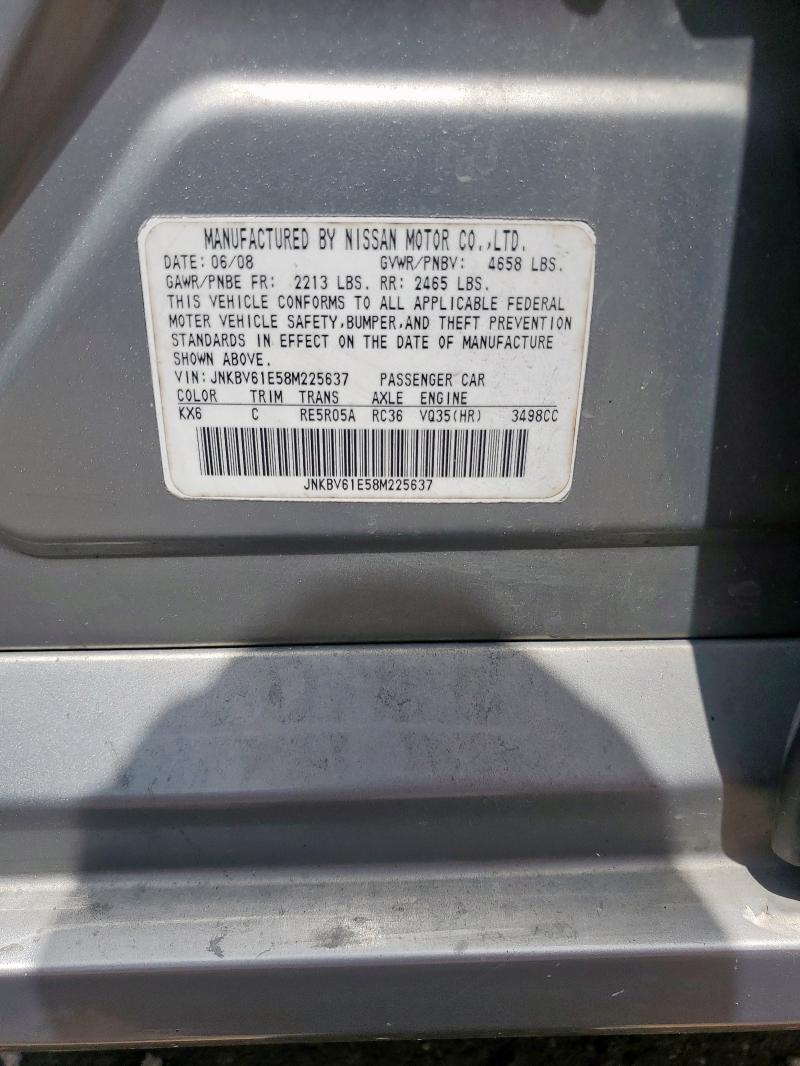 MANUFACTURED BY NISSAN MOTOR CO.,LTD.
DATE: 06/08 GVWR/PNBV: 4658 LBS.
GAWR/PNBE FR: 2213 LBS. RR: 2465 LBS.
THIS VEHICLE CONFORMS TO ALL APPLICABLE FEDERAL
MOTER VEHICLE SAFETY,BUMPER,AND THEFT PREVENTION
STANDARDS IN EFFECT ON THE DATE OF MANUFACTURE
SHOWN ABOVE.
VIN:JNKBV61E58M225637 PASSENGER CAR
COLOR TRIM TRANS AXLE ENGINE
KX6 C RE5R05A RC36 VQ35(HR) 3498CC
JNKBV61E58M225637